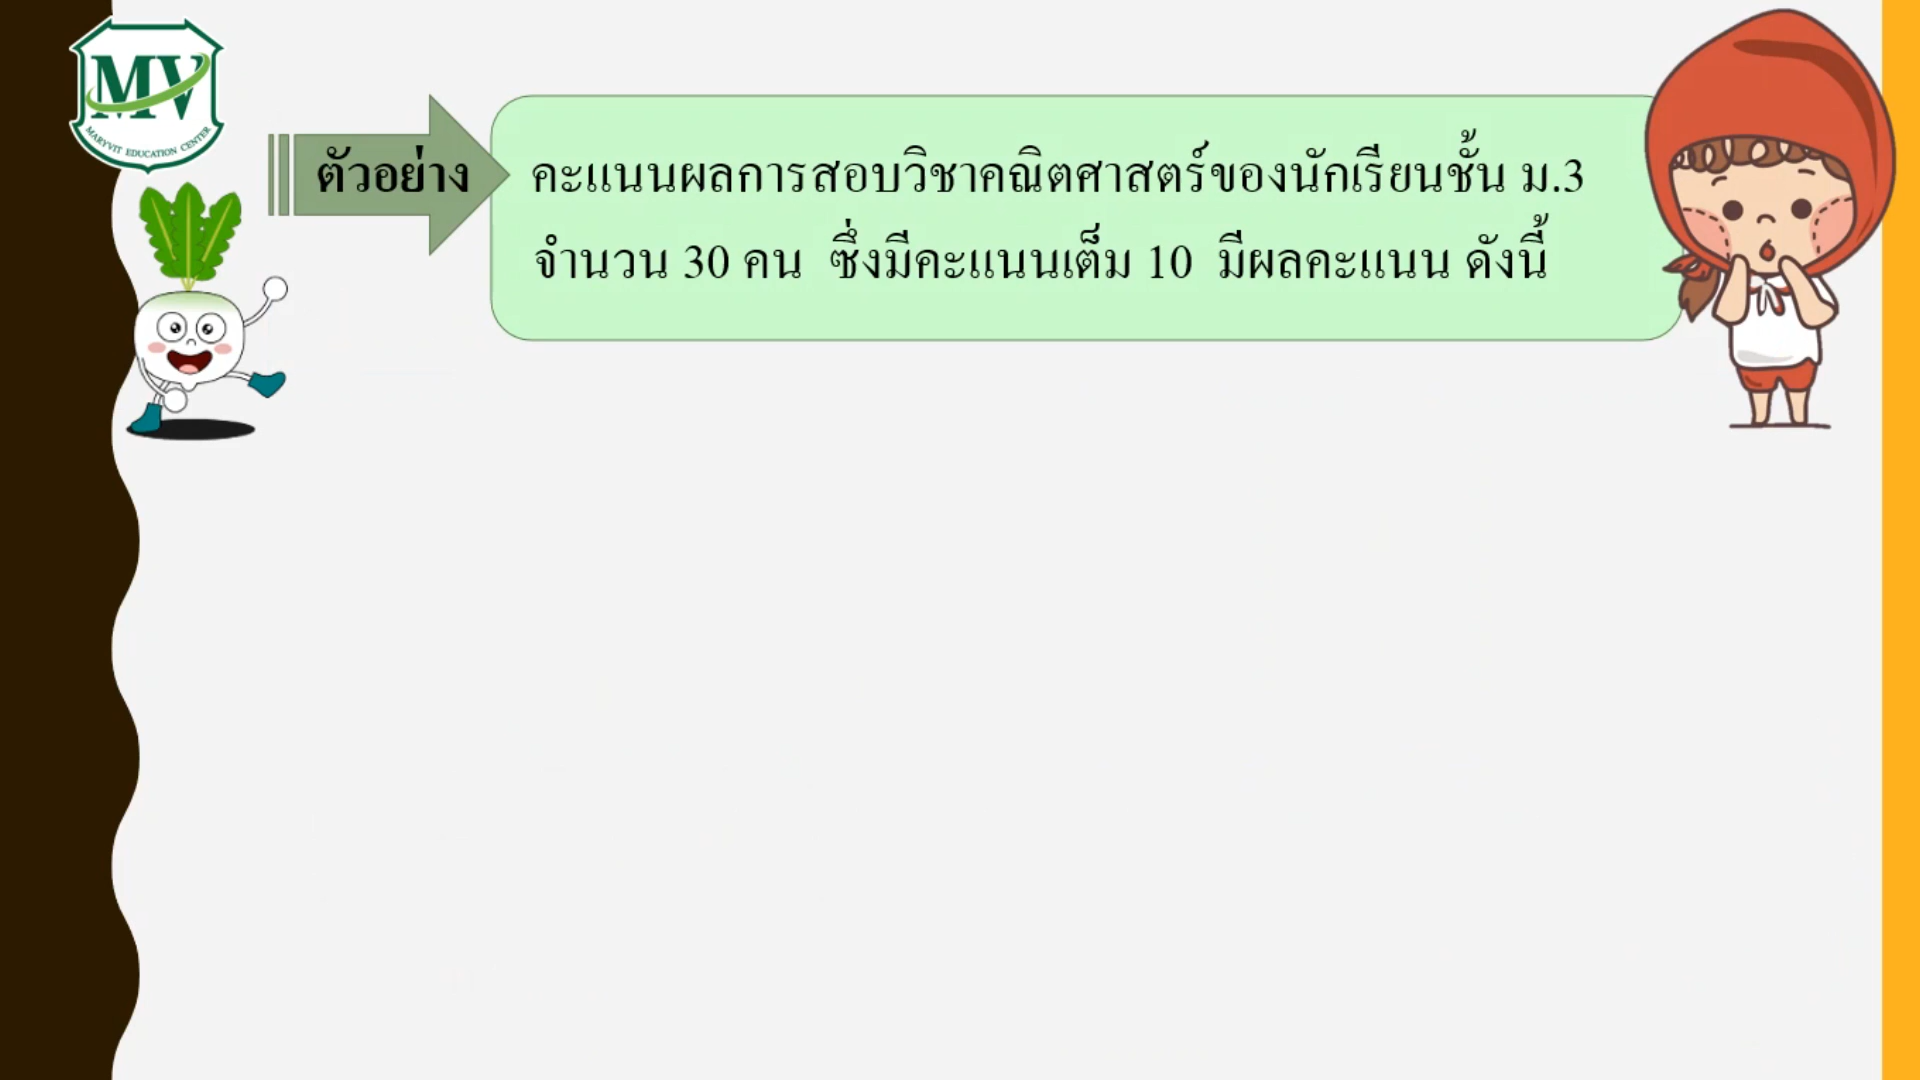 MV
MARYVIT EDUCATION CENTER
ตัวอย่าง
คะแนนผลการสอบวิชาคณิตศาสตร์ของนักเรียนชั้น ม.3
จำนวน 30 คน ซึ่งมีคะแนนเต็ม 10 มีผลคะแนน ดังนี้